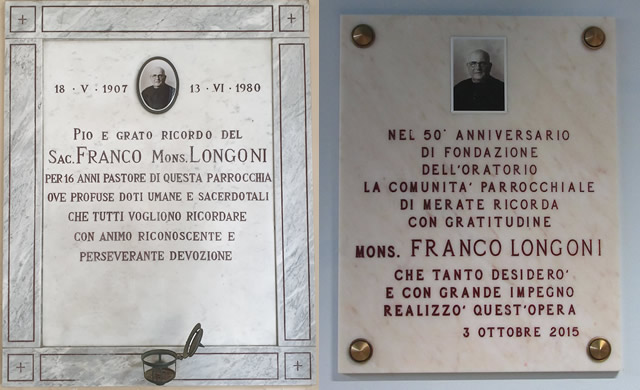 18 · V · 1907
13 · VI · 1980
PIO E GRATO RICORDO DEL
SAC. FRANCO MONS. LONGONI
PER 16 ANNI PASTORE DI QUESTA PARROCCHIA
OVE PROFUSE DOTI UMANE E SACERDOTALI
CHE TUTTI VOGLIONO RICORDARE
CON ANIMO RICONOSCENTE E
PERSEVERANTE DEVOZIONE
NEL 50° ANNIVERSARIO
DI FONDAZIONE
DELL'ORATORIO
LA COMUNITA' PARROCCHIALE
DI MERATE RICORDA
CON GRATITUDINE
MONS. FRANCO LONGONI
CHE TANTO DESIDERO'
E CON GRANDE IMPEGNO
REALIZZO' QUEST'OPERA
3 OTTOBRE 2015